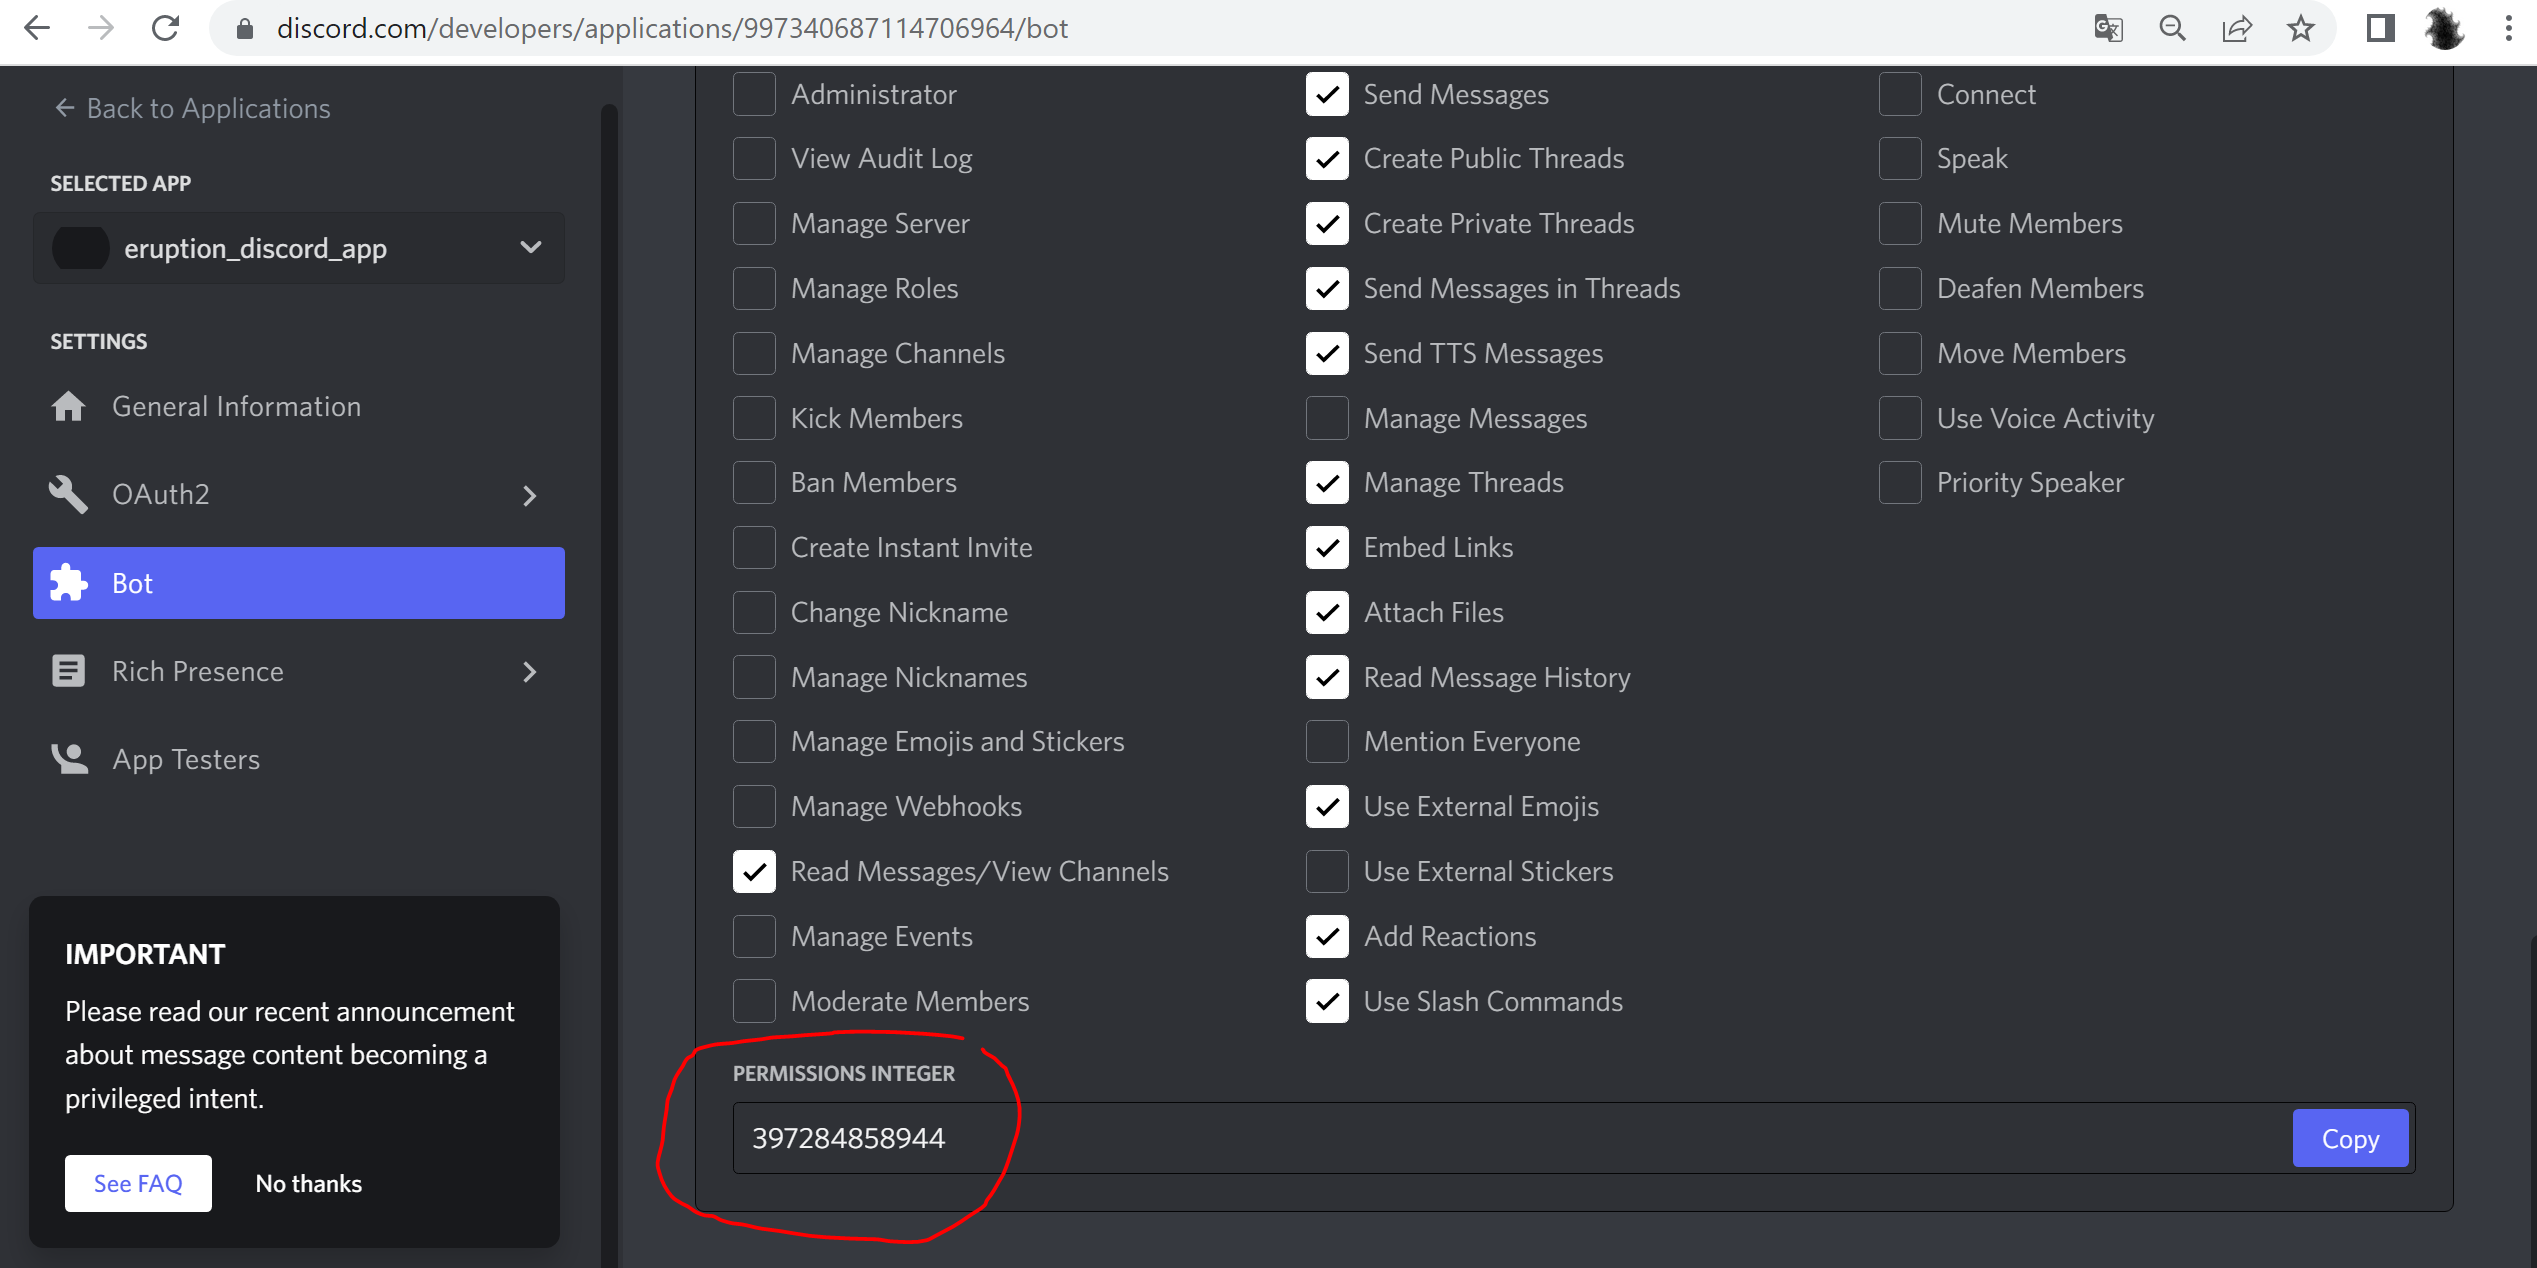 discord.com/developers/applications/997340687114706964/bot
Back to Applications
SELECTED APP
eruption_discord_app
SETTINGS
General Information
OAuth2
Bot
Rich Presence
App Testers
IMPORTANT
Please read our recent announcement
about message content becoming a
privileged intent.
See FAQ
No thanks
Administrator
View Audit Log
Manage Server
Manage Roles
Manage Channels
Kick Members
Ban Members
Create Instant Invite
Change Nickname
Manage Nicknames
Manage Emojis and Stickers
Manage Webhooks
Read Messages/View Channels
Manage Events
Moderate Members
Send Messages
Create Public Threads
Create Private Threads
Send Messages in Threads
Send TTS Messages
Manage Messages
Manage Threads
Embed Links
Attach Files
Read Message History
Mention Everyone
Use External Emojis
Use External Stickers
Add Reactions
Use Slash Commands
Connect
Speak
Mute Members
Deafen Members
Move Members
Use Voice Activity
Priority Speaker
PERMISSIONS INTEGER
397284858944
Copy